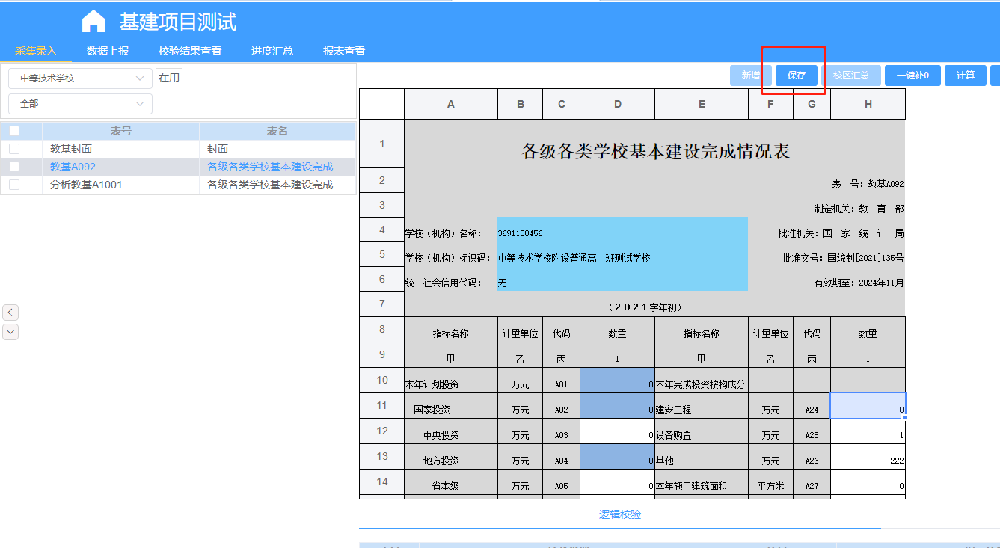 基建项目测试
采集录入 数据上报 校验结果查看 进度汇总 报表查看
中等技术学校 在用
全部
新增 保存 校区汇总 一键补0 计算
表号 表名
教基封面 封面
教基A092 各级各类学校基本建设完成...
分析教基A1001 各级各类学校基本建设完成...
A B C D E F G H
1 各级各类学校基本建设完成情况表
2 表 号：教基A092
3 制定机关：教 育 部
4 学校（机构）名称： 3691100456 批准机关：国 家 统 计 局
5 学校（机构）标识码： 中等技术学校附设普通高中班测试学校 批准文号：国统制[2021]135号
6 统一社会信用代码： 无 有效期至：2024年11月
7 （2021学年初）
8 指标名称 计量单位 代码 数量 指标名称 计量单位 代码 数量
9 甲 乙 丙 1 甲 乙 丙 1
10 本年计划投资 万元 A01 0 本年完成投资按构成分 — — —
11 国家投资 万元 A02 0 建安工程 万元 A24 0
12 中央投资 万元 A03 0 设备购置 万元 A25 1
13 地方投资 万元 A04 0 其他 万元 A26 222
14 省本级 万元 A05 0 本年施工建筑面积 平方米 A27 0
逻辑校验